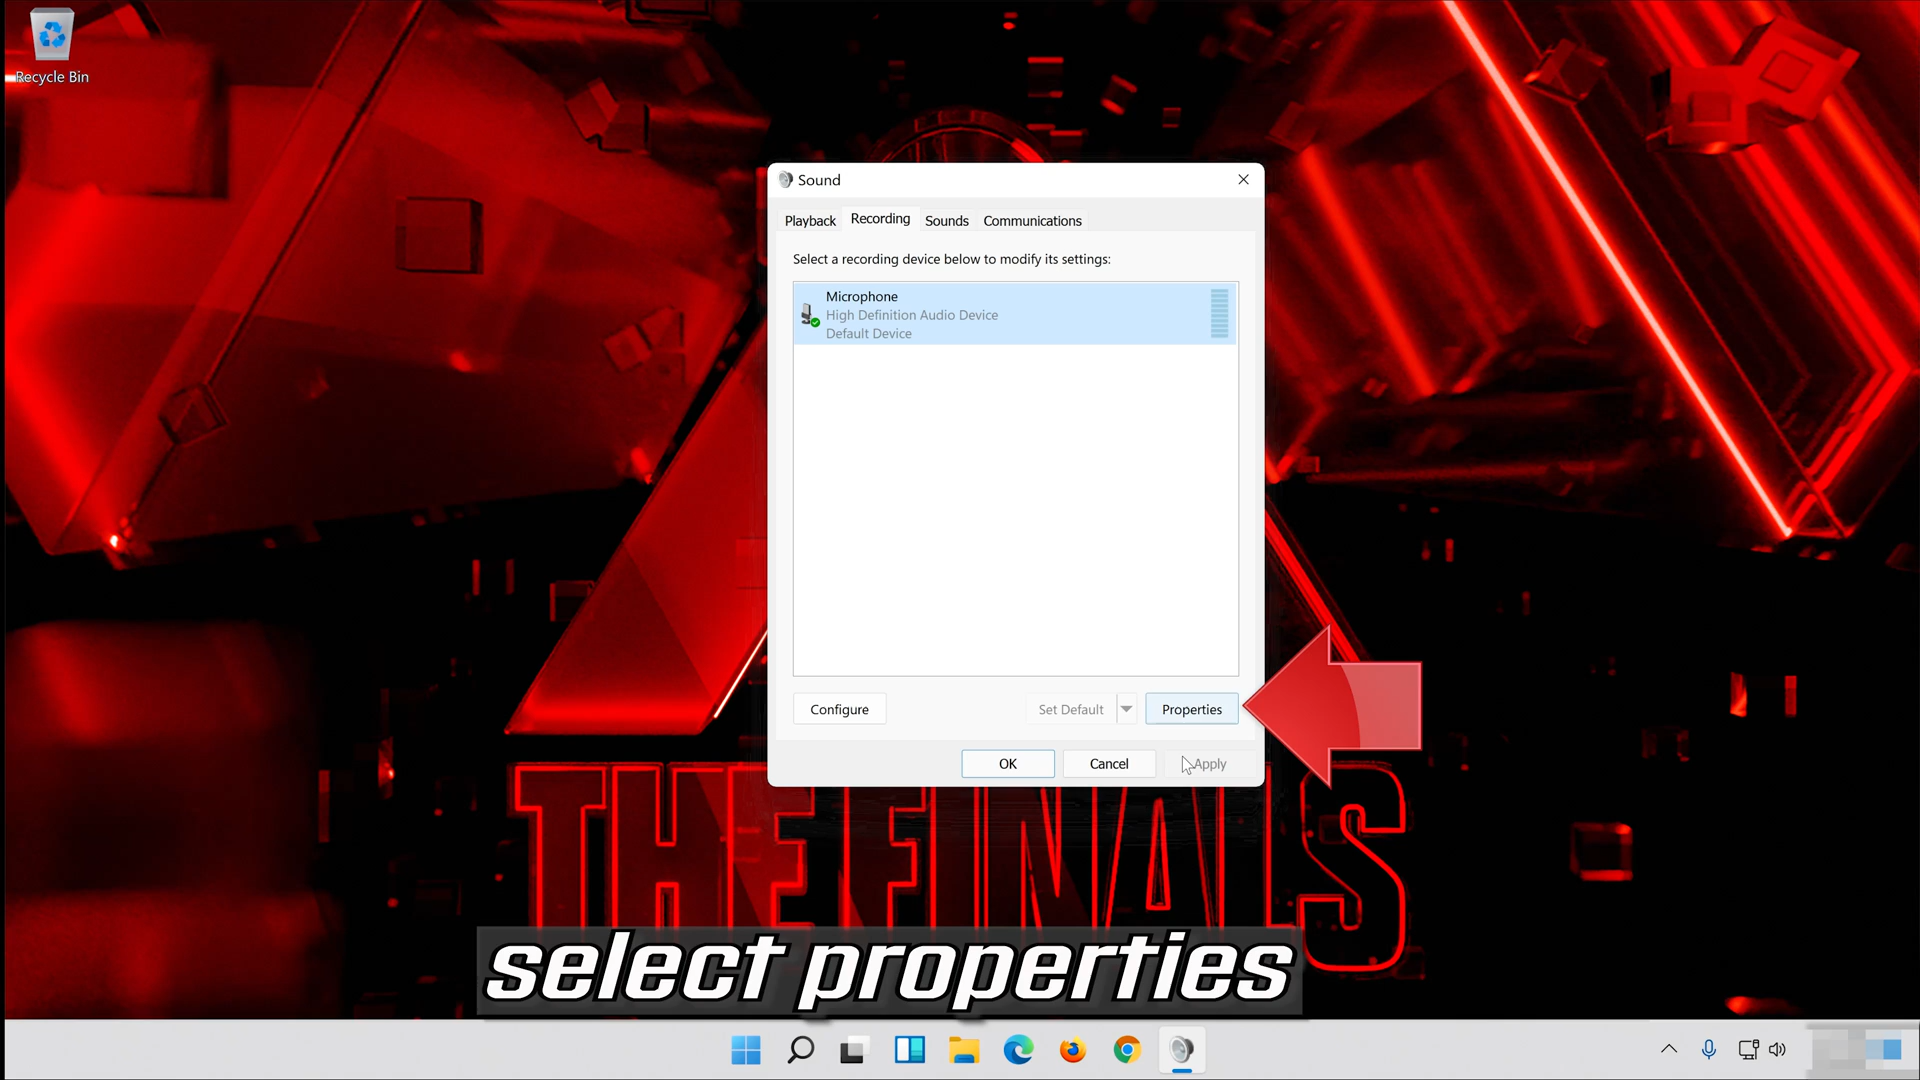 Recycle Bin
Sound
Playback Recording Sounds Communications
Select a recording device below to modify its settings:
Microphone
High Definition Audio Device
Default Device
Configure Set Default Properties
OK Cancel Apply
THE FINALS
select properties